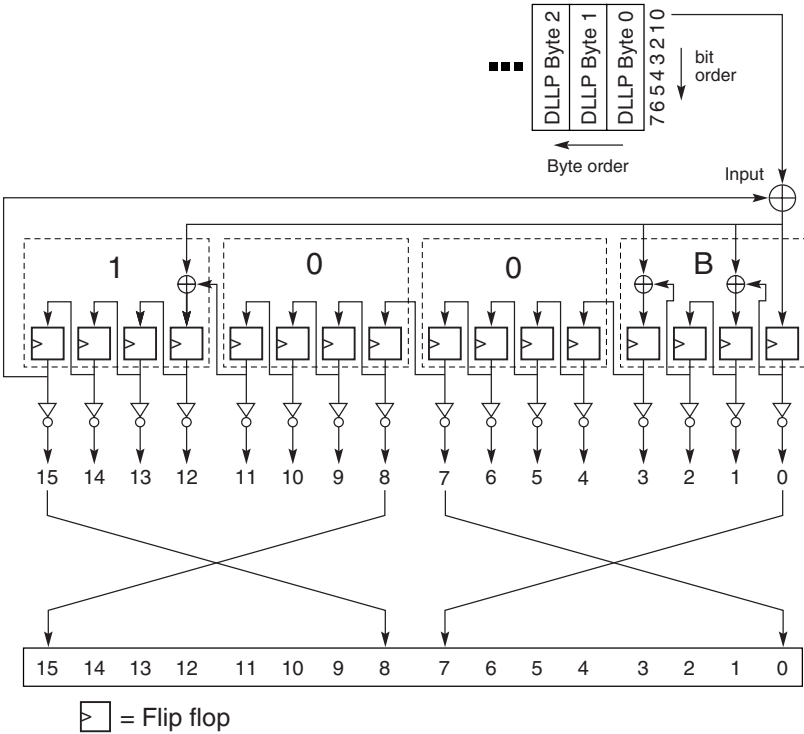 DLLP Byte 2
DLLP Byte 1
DLLP Byte 0
76543210
bit
order
Byte order
Input
1 0 0 B
> > > > > > > > > > > > > > > >
15 14 13 12 11 10 9 8 7 6 5 4 3 2 1 0
15 14 13 12 11 10 9 8 7 6 5 4 3 2 1 0
> = Flip flop